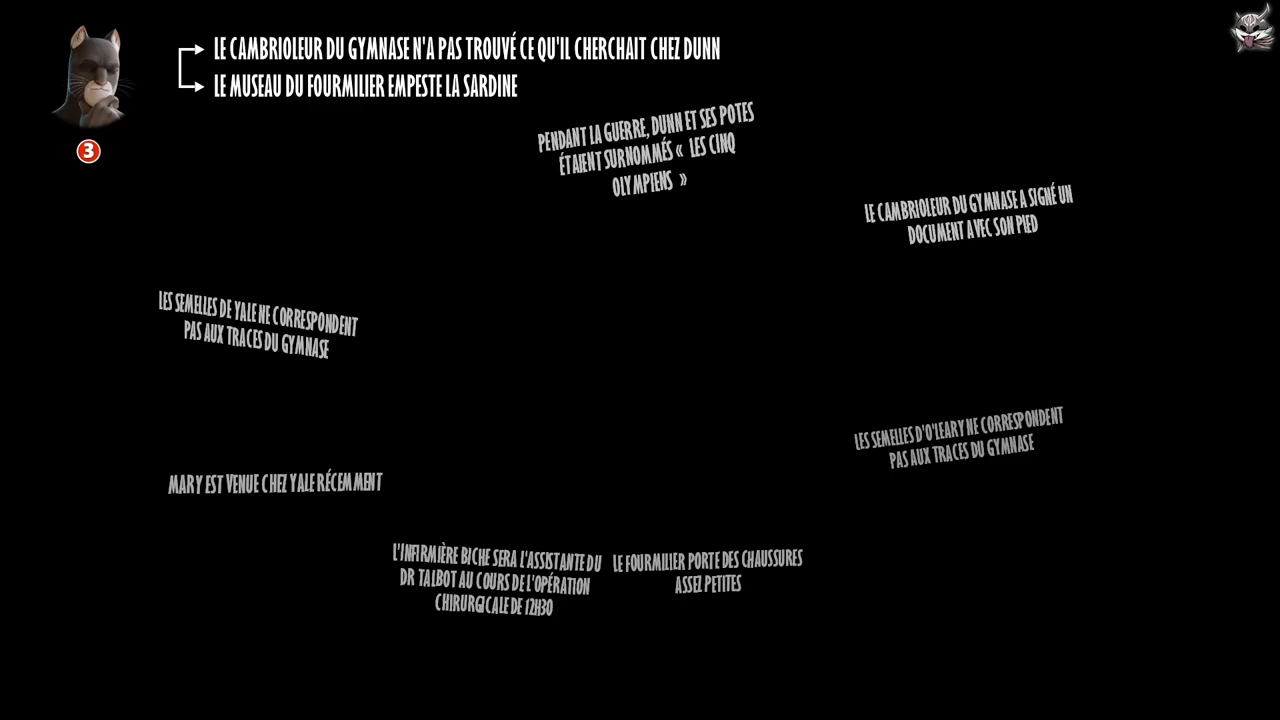 LE CAMBRIOLEUR DU GYMNASE N'A PAS TROUVÉ CE QU'IL CHERCHAIT CHEZ DUNN
LE MUSEAU DU FOURMILIER EMPESTE LA SARDINE
3
PENDANT LA GUERRE, DUNN ET SES POTES
ÉTAIENT SURNOMMÉS « LES CINQ
OLYMPIENS »
LE CAMBRIOLEUR DU GYMNASE A SIGNÉ UN
DOCUMENT AVEC SON PIED
LES SEMELLES DE YALE NE CORRESPONDENT
PAS AUX TRACES DU GYMNASE
LES SEMELLES D'O'LEARY NE CORRESPONDENT
PAS AUX TRACES DU GYMNASE
MARY EST VENUE CHEZ YALE RÉCEMMENT
L'INFIRMIÈRE BICHE SERA L'ASSISTANTE DU
DR TALBOT AU COURS DE L'OPÉRATION
CHIRURGICALE DE 12H30
LE FOURMILIER PORTE DES CHAUSSURES
ASSEZ PETITES